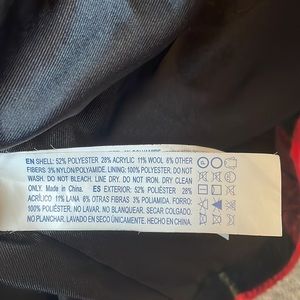 EN SHELL: 52% POLYESTER 28% ACRYLIC 11% WOOL 6% OTHER
FIBERS 3% NYLON/POLYAMIDE. LINING: 100% POLYESTER. DO NOT
WASH. DO NOT BLEACH. LINE DRY. DO NOT IRON. DRY CLEAN
ONLY. Made in China. ES EXTERIOR: 52% POLIÉSTER 28%
ACRÍLICO 11% LANA 6% OTRAS FIBRAS 3% POLIAMIDA. FORRO:
100% POLIÉSTER. NO LAVAR. NO BLANQUEAR. SECAR COLGADO.
NO PLANCHAR. LAVADO EN SECO ÚNICAMENTE. HECHO EN CHINA.